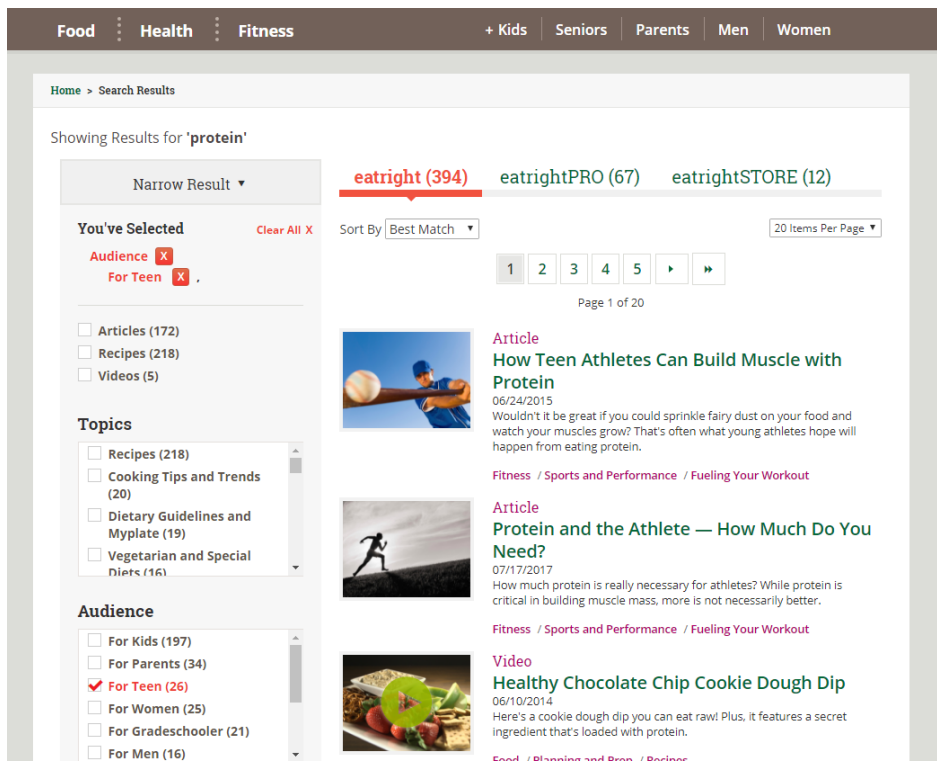 Food Health Fitness + Kids Seniors Parents Men Women
Home > Search Results
Showing Results for 'protein'
Narrow Result
You've Selected Clear All X
Audience X
For Teen X ,
Articles (172)
Recipes (218)
Videos (5)
Topics
Recipes (218)
Cooking Tips and Trends
(20)
Dietary Guidelines and
Myplate (19)
Vegetarian and Special
Diets (16)
Audience
For Kids (197)
For Parents (34)
For Teen (26)
For Women (25)
For Gradeschooler (21)
For Men (16)
eatright (394) eatrightPRO (67) eatrightSTORE (12)
Sort By Best Match 20 Items Per Page
1 2 3 4 5
Page 1 of 20
Article
How Teen Athletes Can Build Muscle with
Protein
06/24/2015
Wouldn't it be great if you could sprinkle fairy dust on your food and
watch your muscles grow? That's often what young athletes hope will
happen from eating protein.
Fitness / Sports and Performance / Fueling Your Workout
Article
Protein and the Athlete — How Much Do You
Need?
07/17/2017
How much protein is really necessary for athletes? While protein is
critical in building muscle mass, more is not necessarily better.
Fitness / Sports and Performance / Fueling Your Workout
Video
Healthy Chocolate Chip Cookie Dough Dip
06/10/2014
Here's a cookie dough dip you can eat raw! Plus, it features a secret
ingredient that's loaded with protein.
Food / Planning and Prep / Recipes